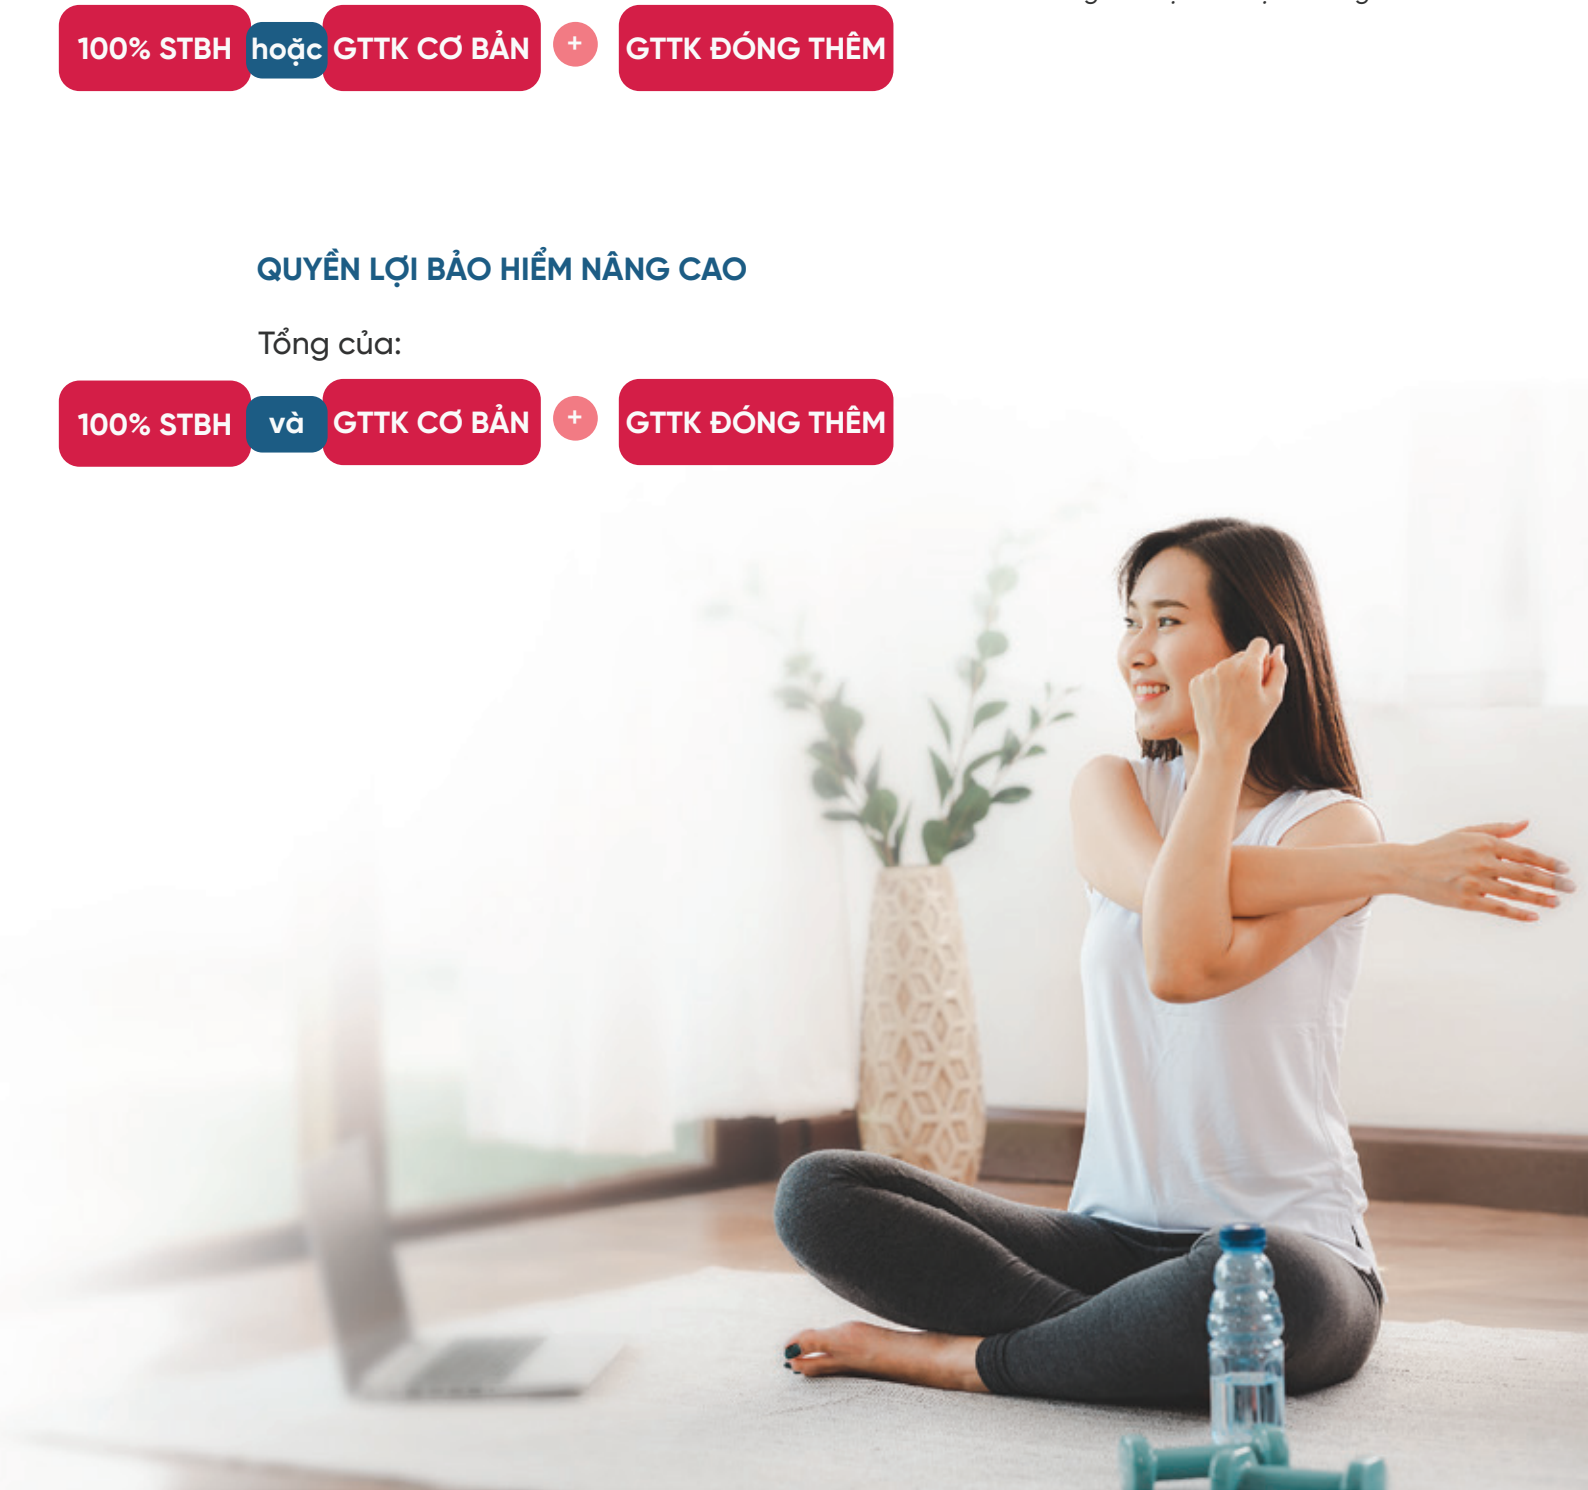 100% STBH hoặc GTTK CƠ BẢN + GTTK ĐÓNG THÊM
QUYỀN LỢI BẢO HIỂM NÂNG CAO
Tổng của:
100% STBH và GTTK CƠ BẢN + GTTK ĐÓNG THÊM